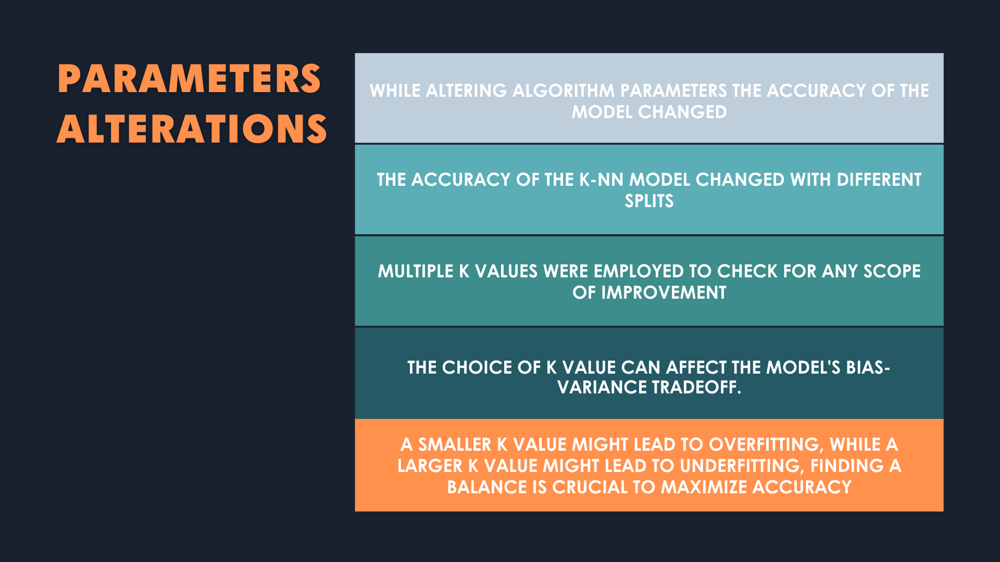 PARAMETERS
ALTERATIONS
WHILE ALTERING ALGORITHM PARAMETERS THE ACCURACY OF THE
MODEL CHANGED
THE ACCURACY OF THE K-NN MODEL CHANGED WITH DIFFERENT
SPLITS
MULTIPLE K VALUES WERE EMPLOYED TO CHECK FOR ANY SCOPE
OF IMPROVEMENT
THE CHOICE OF K VALUE CAN AFFECT THE MODEL'S BIAS-
VARIANCE TRADEOFF.
A SMALLER K VALUE MIGHT LEAD TO OVERFITTING, WHILE A
LARGER K VALUE MIGHT LEAD TO UNDERFITTING, FINDING A
BALANCE IS CRUCIAL TO MAXIMIZE ACCURACY